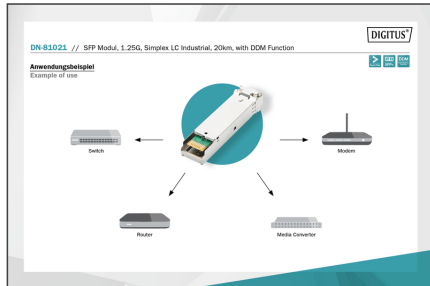 DIGITUS®
DN-81021 // SFP Modul, 1.25G, Simplex LC Industrial, 20km, with DDM Function
Anwendungsbeispiel
Example of use
Switch
Modem
Router
Media Converter